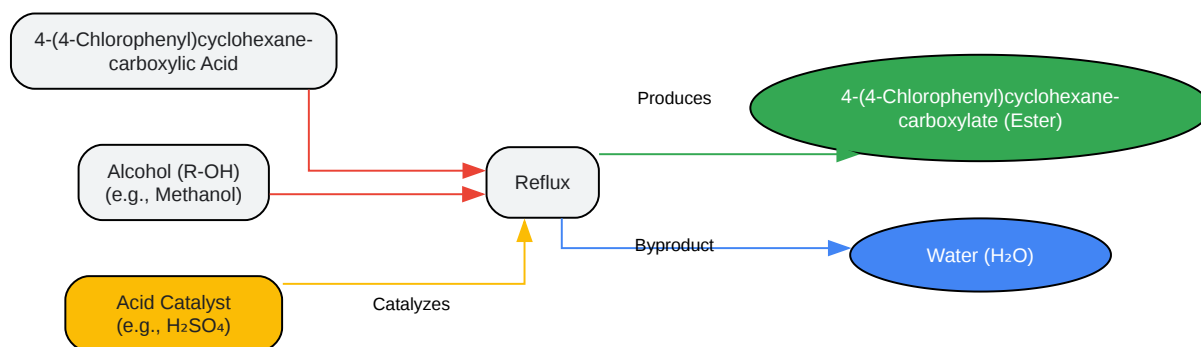 4-(4-Chlorophenyl)cyclohexane-
carboxylic Acid
Alcohol (R-OH)
(e.g., Methanol)
Acid Catalyst
(e.g., H₂SO₄)
Catalyzes
Reflux
Produces
Byproduct
4-(4-Chlorophenyl)cyclohexane-
carboxylate (Ester)
Water (H₂O)